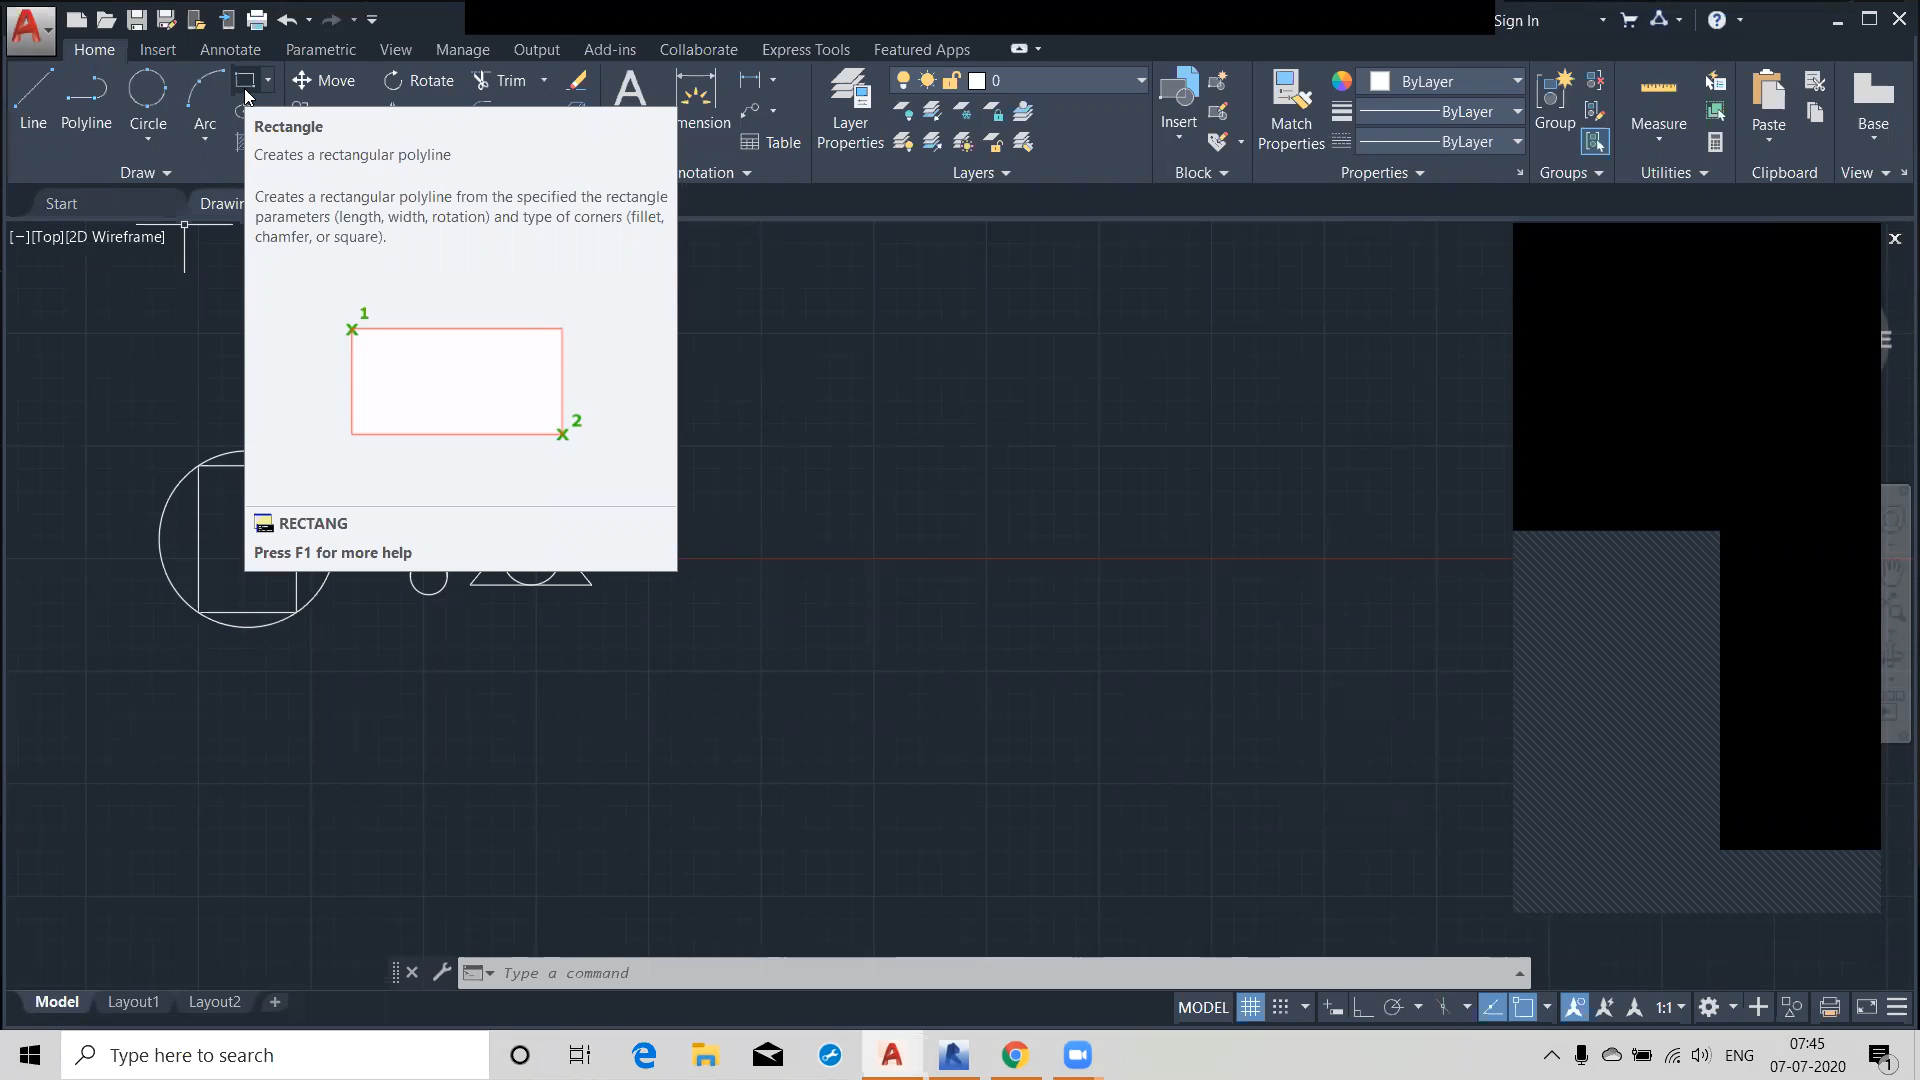 Sign In
Home Insert Annotate Parametric View Manage Output Add-ins Collaborate Express Tools Featured Apps
Move Rotate Trim
0
ByLayer
ByLayer
ByLayer
Line Polyline Circle Arc
mension
Table
Layer
Properties
Insert
Match
Properties
Group
Measure
Paste
Base
Draw
notation
Layers
Block
Properties
Groups
Utilities
Clipboard
View
Start
Drawin
[−][Top][2D Wireframe]
Rectangle
Creates a rectangular polyline
Creates a rectangular polyline from the specified the rectangle
parameters (length, width, rotation) and type of corners (fillet,
chamfer, or square).
1
2
RECTANG
Press F1 for more help
E
Type a command
Model Layout1 Layout2
MODEL
1:1
Type here to search
ENG
07:45
07-07-2020
1